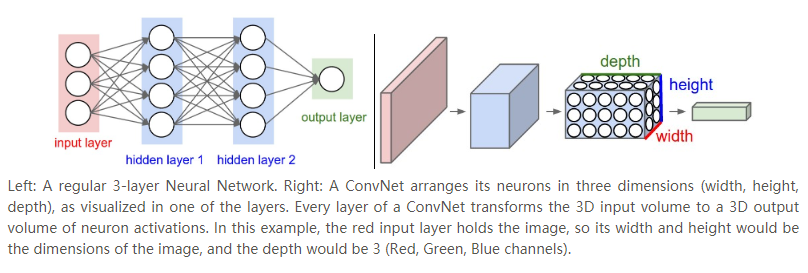 input layer
hidden layer 1
hidden layer 2
output layer
depth
height
width
Left: A regular 3-layer Neural Network. Right: A ConvNet arranges its neurons in three dimensions (width, height,
depth), as visualized in one of the layers. Every layer of a ConvNet transforms the 3D input volume to a 3D output
volume of neuron activations. In this example, the red input layer holds the image, so its width and height would be
the dimensions of the image, and the depth would be 3 (Red, Green, Blue channels).